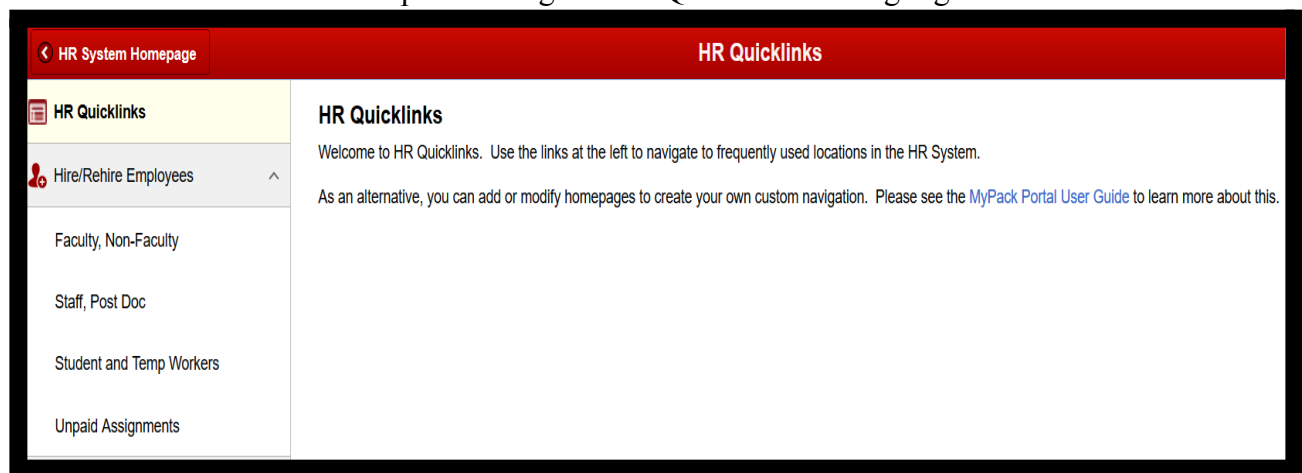 HR System Homepage
HR Quicklinks
HR Quicklinks
Hire/Rehire Employees
Faculty, Non-Faculty
Staff, Post Doc
Student and Temp Workers
Unpaid Assignments
HR Quicklinks
Welcome to HR Quicklinks. Use the links at the left to navigate to frequently used locations in the HR System.
As an alternative, you can add or modify homepages to create your own custom navigation. Please see the MyPack Portal User Guide to learn more about this.